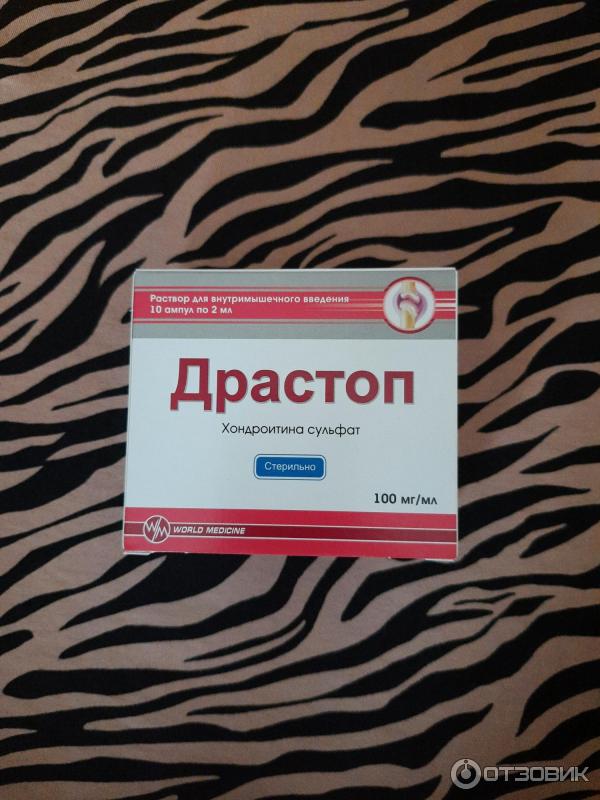 Раствор для внутримышечного введения
10 ампул по 2 мл
Драстоп
Хондроитина сульфат
Стерильно
100 мг/мл
WM WORLD MEDICINE
ОТЗОВИК